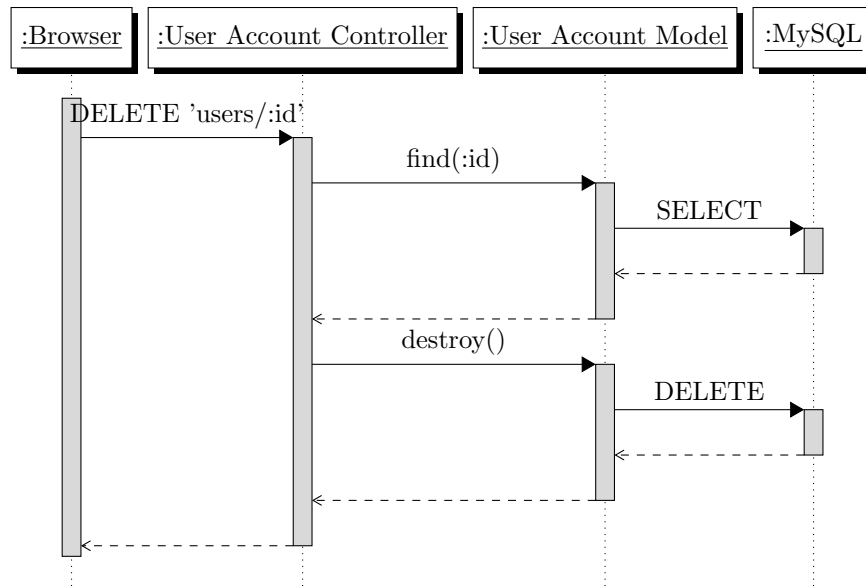 :Browser
:User Account Controller
:User Account Model
:MySQL
DELETE 'users/:id'
find(:id)
SELECT
destroy()
DELETE